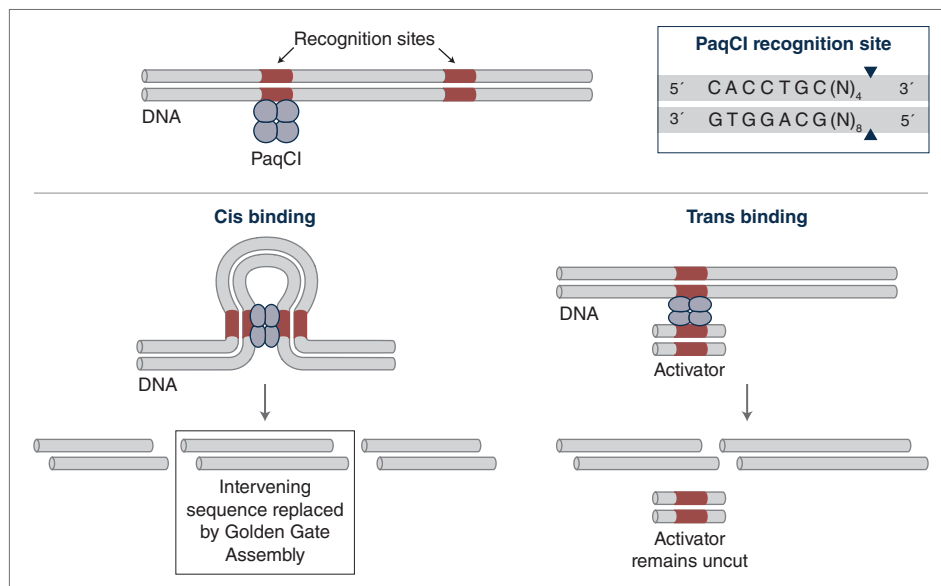 Recognition sites
DNA
PaqCI
PaqCI recognition site
5´ CACCTGC(N)4 3´
3´ GTGGACG(N)8 5´
Cis binding
DNA
Intervening
sequence replaced
by Golden Gate
Assembly
Trans binding
DNA
Activator
Activator
remains uncut